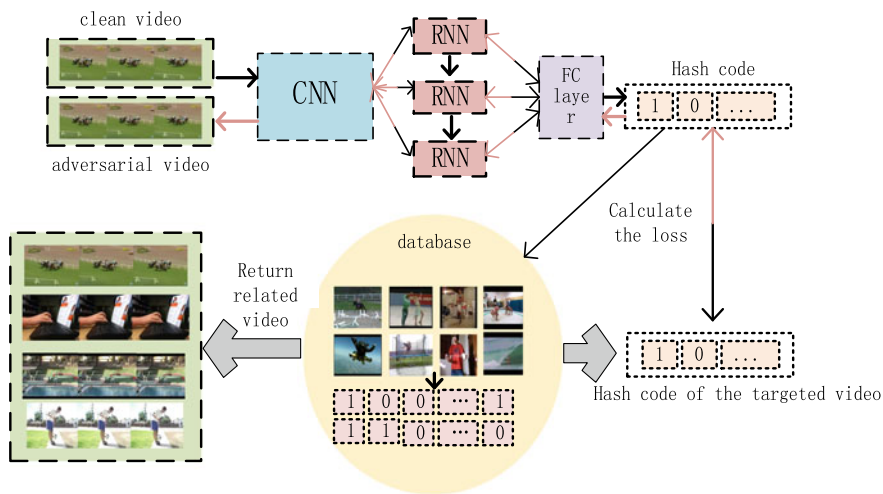 clean video
CNN
RNN
RNN
RNN
FC
laye
r
Hash code
1 0 ...
adversarial video
Calculate
the loss
database
Return
related
video
1 0 0 ... 1
1 1 0 ... 0
1 0 ...
Hash code of the targeted video